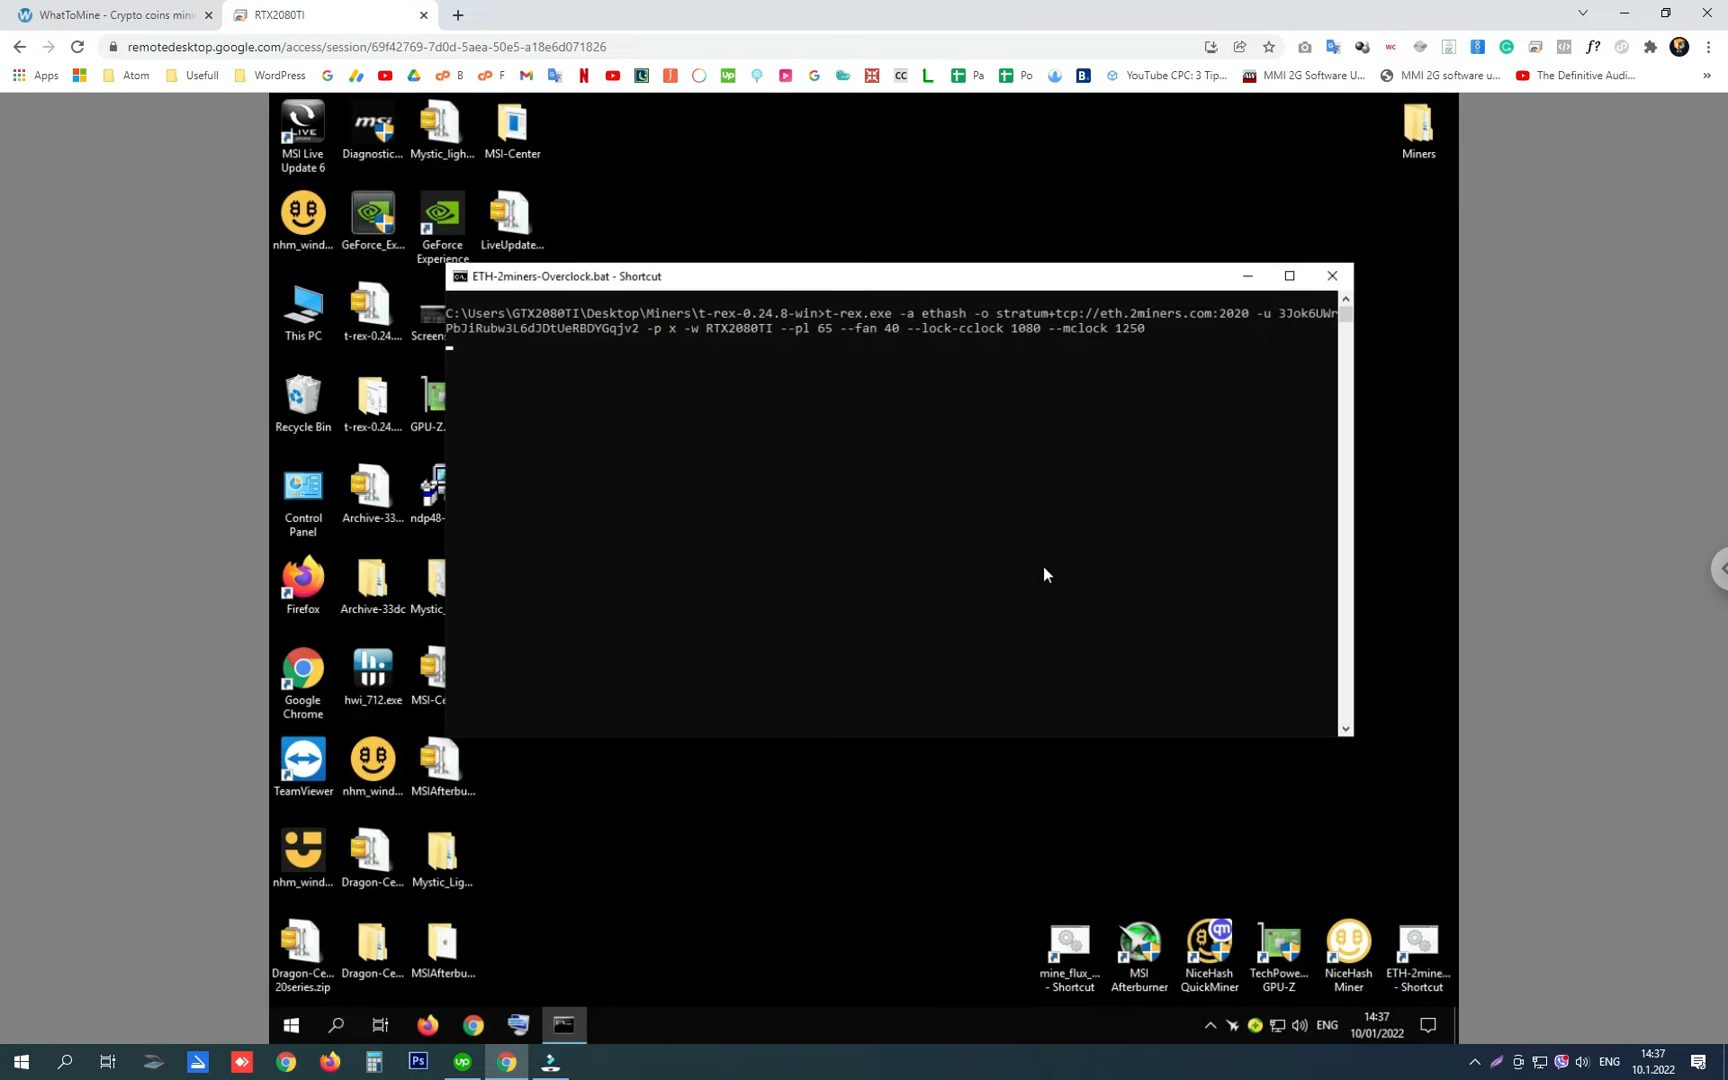 WhatToMine - Crypto coins mini
RTX2080TI
remotedesktop.google.com/access/session/69f42769-7d0d-5aea-50e5-a18e6d071826
Apps
Atom
Usefull
WordPress
B
F
Pa
Po
YouTube CPC: 3 Tip...
MMI 2G Software U...
MMI 2G software u...
The Definitive Audi...
MSI Live Update 6
Diagnostic...
Mystic_ligh...
MSI-Center
Miners
nhm_wind...
GeForce_Ex...
GeForce Experience
LiveUpdate...
ETH-2miners-Overclock.bat - Shortcut
C:\Users\GTX2080TI\Desktop\Miners\t-rex-0.24.8-win>t-rex.exe -a ethash -o stratum+tcp://eth.2miners.com:2020 -u 3Jok6UWr
PbJiRubw3L6dJDtUeRBDYGqjv2 -p x -w RTX2080TI --pl 65 --fan 40 --lock-cclock 1080 --mclock 1250
This PC
t-rex-0.24....
Screen
Recycle Bin
t-rex-0.24....
GPU-Z.
Control Panel
Archive-33...
ndp48-
Firefox
Archive-33dc
Mystic_
Google Chrome
hwi_712.exe
MSI-Ce
TeamViewer
nhm_wind...
MSIAfterbu...
nhm_wind...
Dragon-Ce...
Mystic_Lig...
Dragon-Ce... 20series.zip
Dragon-Ce...
MSIAfterbu...
mine_flux_... - Shortcut
MSI Afterburner
NiceHash QuickMiner
TechPowe... GPU-Z
NiceHash Miner
ETH-2mine... - Shortcut
ENG
14:37
10/01/2022
ENG
14:37
10.1.2022